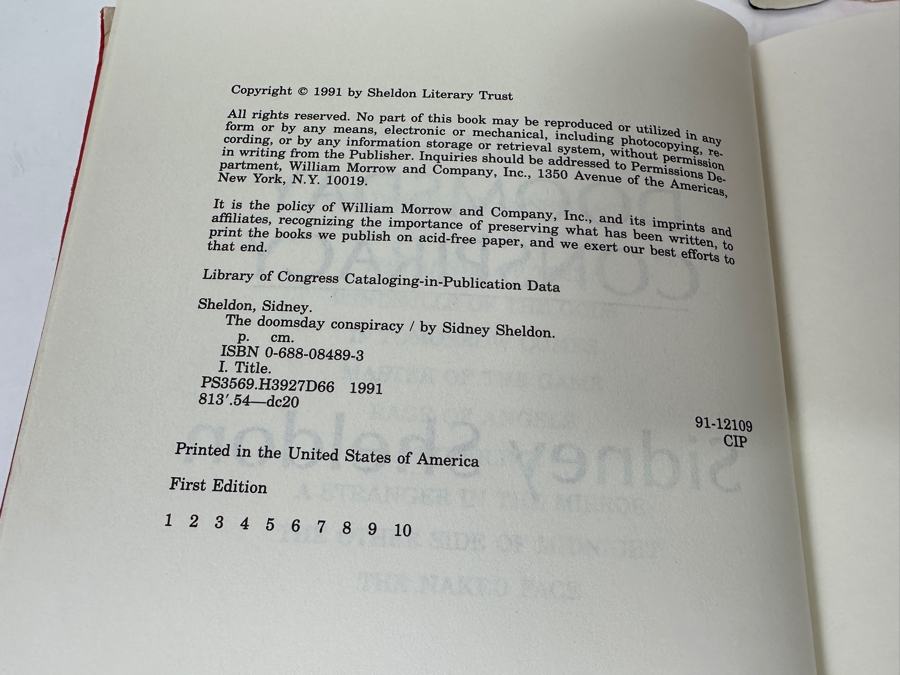 Copyright © 1991 by Sheldon Literary Trust
All rights reserved. No part of this book may be reproduced or utilized in any
form or by any means, electronic or mechanical, including photocopying, re-
cording, or by any information storage or retrieval system, without permission
in writing from the Publisher. Inquiries should be addressed to Permissions De-
partment, William Morrow and Company, Inc., 1350 Avenue of the Americas,
New York, N.Y. 10019.
It is the policy of William Morrow and Company, Inc., and its imprints and
affiliates, recognizing the importance of preserving what has been written, to
print the books we publish on acid-free paper, and we exert our best efforts to
that end.
Library of Congress Cataloging-in-Publication Data
Sheldon, Sidney.
The doomsday conspiracy / by Sidney Sheldon.
p. cm.
ISBN 0-688-08489-3
I. Title.
PS3569.H3927D66 1991
813'.54—dc20
91-12109
CIP
Printed in the United States of America
First Edition
1 2 3 4 5 6 7 8 9 10